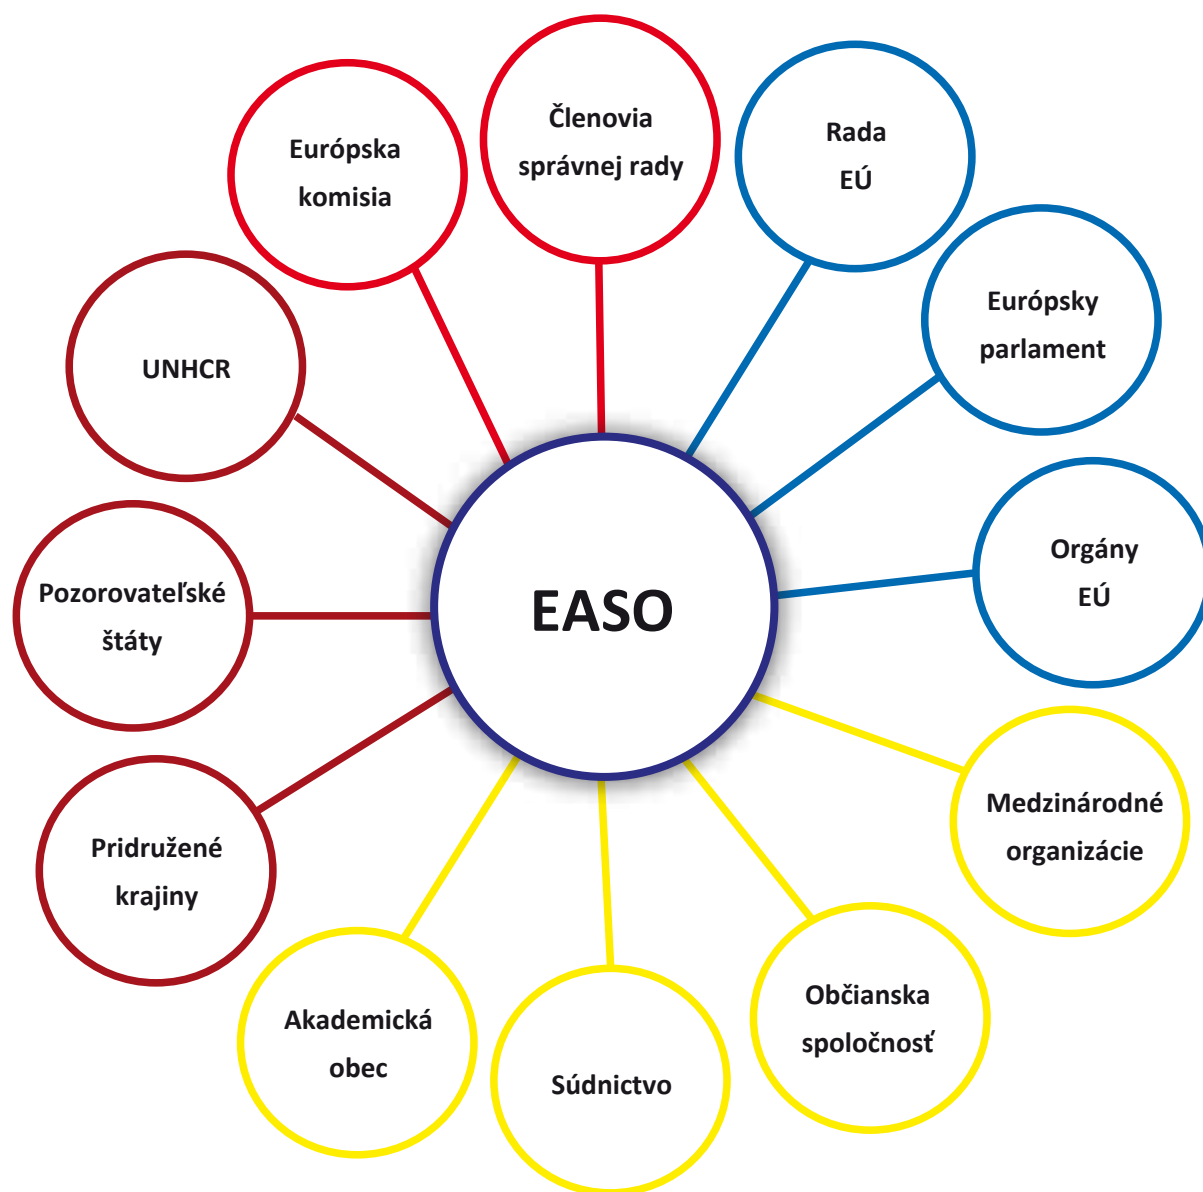 Členovia
správnej rady
Rada
EÚ
Európsky
parlament
Orgány
EÚ
Medzinárodné
organizácie
Občianska
spoločnosť
Súdnictvo
Akademická
obec
Pridružené
krajiny
Pozorovateľské
štáty
UNHCR
Európska
komisia
EASO